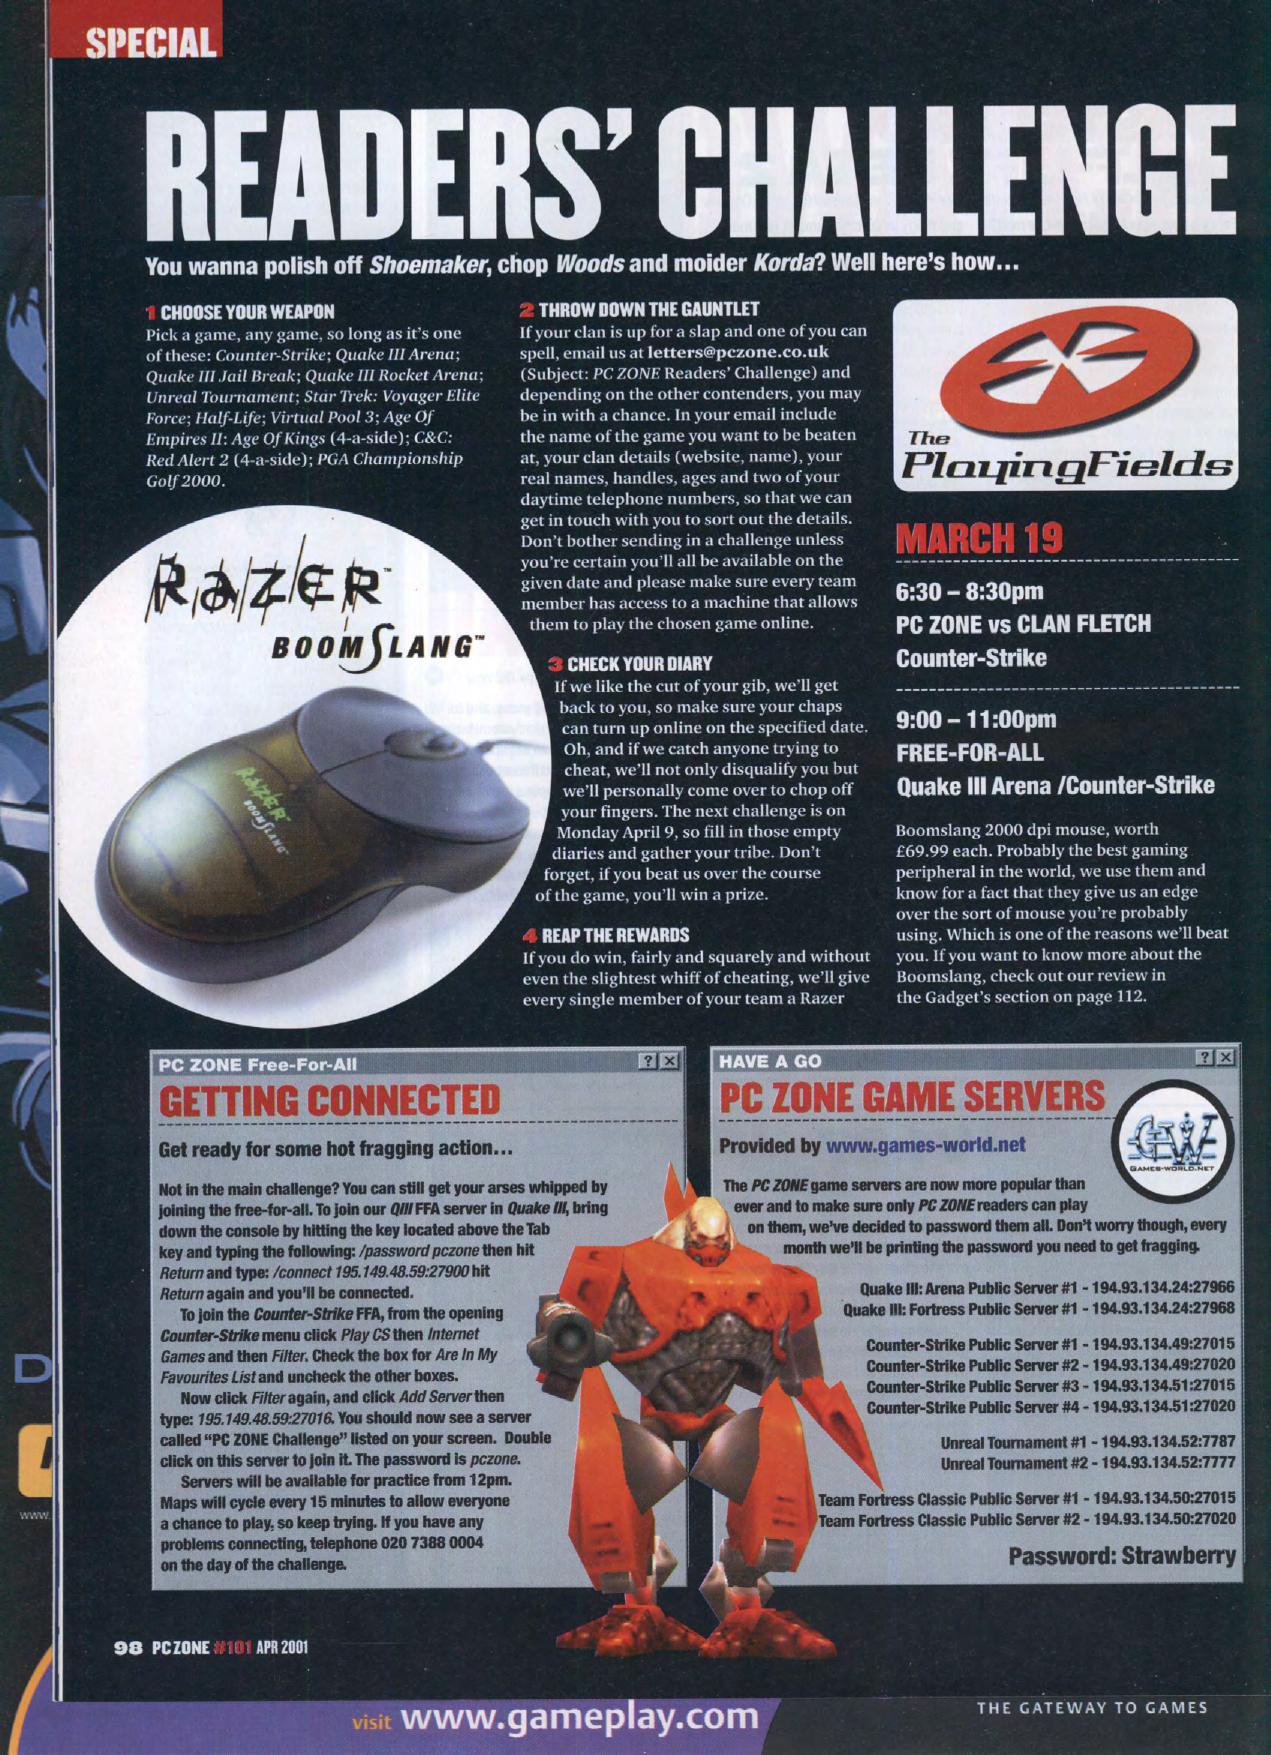 SPECIAL
READERS' CHALLENGE
You wanna polish off Shoemaker, chop Woods and moider Korda? Well here's how...
1 CHOOSE YOUR WEAPON
Pick a game, any game, so long as it's one
of these: Counter-Strike; Quake III Arena;
Quake III Jail Break; Quake III Rocket Arena;
Unreal Tournament; Star Trek: Voyager Elite
Force; Half-Life; Virtual Pool 3; Age Of
Empires II: Age Of Kings (4-a-side); C&C:
Red Alert 2 (4-a-side); PGA Championship
Golf 2000.
RAZER™
BOOMSLANG™
RAZER
BOOMSLANG™
2 THROW DOWN THE GAUNTLET
If your clan is up for a slap and one of you can
spell, email us at letters@pczone.co.uk
(Subject: PC ZONE Readers' Challenge) and
depending on the other contenders, you may
be in with a chance. In your email include
the name of the game you want to be beaten
at, your clan details (website, name), your
real names, handles, ages and two of your
daytime telephone numbers, so that we can
get in touch with you to sort out the details.
Don't bother sending in a challenge unless
you're certain you'll all be available on the
given date and please make sure every team
member has access to a machine that allows
them to play the chosen game online.
3 CHECK YOUR DIARY
If we like the cut of your gib, we'll get
back to you, so make sure your chaps
can turn up online on the specified date.
Oh, and if we catch anyone trying to
cheat, we'll not only disqualify you but
we'll personally come over to chop off
your fingers. The next challenge is on
Monday April 9, so fill in those empty
diaries and gather your tribe. Don't
forget, if you beat us over the course
of the game, you'll win a prize.
4 REAP THE REWARDS
If you do win, fairly and squarely and without
even the slightest whiff of cheating, we'll give
every single member of your team a Razer
The
PlayingFields
MARCH 19
6:30 – 8:30pm
PC ZONE vs CLAN FLETCH
Counter-Strike
9:00 – 11:00pm
FREE-FOR-ALL
Quake III Arena /Counter-Strike
Boomslang 2000 dpi mouse, worth
£69.99 each. Probably the best gaming
peripheral in the world, we use them and
know for a fact that they give us an edge
over the sort of mouse you're probably
using. Which is one of the reasons we'll beat
you. If you want to know more about the
Boomslang, check out our review in
the Gadget's section on page 112.
PC ZONE Free-For-All
? X
GETTING CONNECTED
Get ready for some hot fragging action...
Not in the main challenge? You can still get your arses whipped by
joining the free-for-all. To join our QIII FFA server in Quake III, bring
down the console by hitting the key located above the Tab
key and typing the following: /password pczone then hit
Return and type: /connect 195.149.48.59:27900 hit
Return again and you'll be connected.
To join the Counter-Strike FFA, from the opening
Counter-Strike menu click Play CS then Internet
Games and then Filter. Check the box for Are In My
Favourites List and uncheck the other boxes.
Now click Filter again, and click Add Server then
type: 195.149.48.59:27016. You should now see a server
called "PC ZONE Challenge" listed on your screen. Double
click on this server to join it. The password is pczone.
Servers will be available for practice from 12pm.
Maps will cycle every 15 minutes to allow everyone
a chance to play, so keep trying. If you have any
problems connecting, telephone 020 7388 0004
on the day of the challenge.
HAVE A GO
? X
PC ZONE GAME SERVERS
Provided by www.games-world.net
GW
GAMES-WORLD.NET
The PC ZONE game servers are now more popular than
ever and to make sure only PC ZONE readers can play
on them, we've decided to password them all. Don't worry though, every
month we'll be printing the password you need to get fragging.
Quake III: Arena Public Server #1 - 194.93.134.24:27966
Quake III: Fortress Public Server #1 - 194.93.134.24:27968
Counter-Strike Public Server #1 - 194.93.134.49:27015
Counter-Strike Public Server #2 - 194.93.134.49:27020
Counter-Strike Public Server #3 - 194.93.134.51:27015
Counter-Strike Public Server #4 - 194.93.134.51:27020
Unreal Tournament #1 - 194.93.134.52:7787
Unreal Tournament #2 - 194.93.134.52:7777
Team Fortress Classic Public Server #1 - 194.93.134.50:27015
Team Fortress Classic Public Server #2 - 194.93.134.50:27020
Password: Strawberry
D
www.
98 PCZONE #101 APR 2001
visit www.gameplay.com
THE GATEWAY TO GAMES